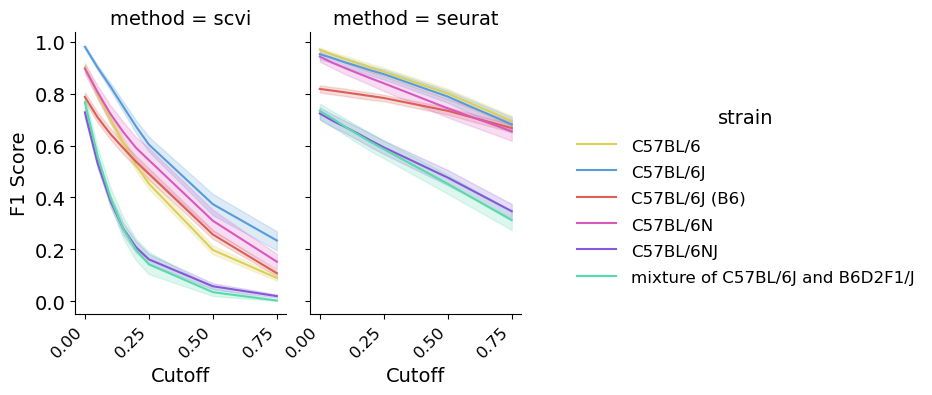 method = scvi
method = seurat
1.0
0.8
0.6
0.4
0.2
0.0
F1 Score
0.00
0.25
0.50
0.75
Cutoff
0.00
0.25
0.50
0.75
Cutoff
strain
C57BL/6
C57BL/6J
C57BL/6J (B6)
C57BL/6N
C57BL/6NJ
mixture of C57BL/6J and B6D2F1/J